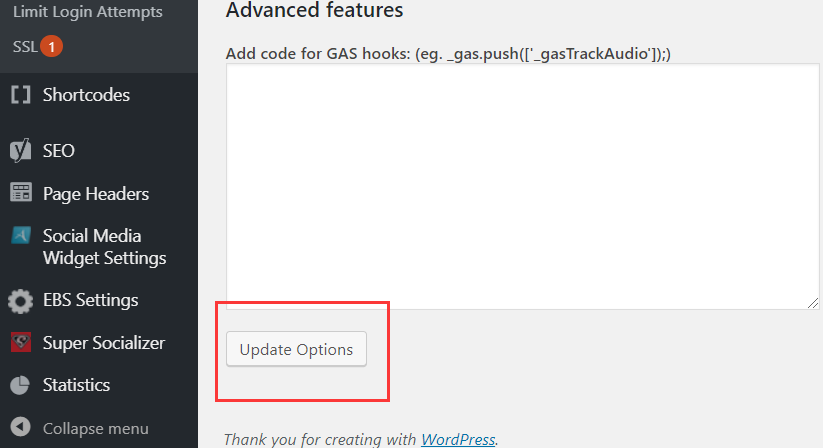 Limit Login Attempts
SSL 1
Shortcodes
SEO
Page Headers
Social Media
Widget Settings
EBS Settings
Super Socializer
Statistics
Collapse menu
Advanced features
Add code for GAS hooks: (eg. _gas.push(['_gasTrackAudio']);)
Update Options
Thank you for creating with WordPress.